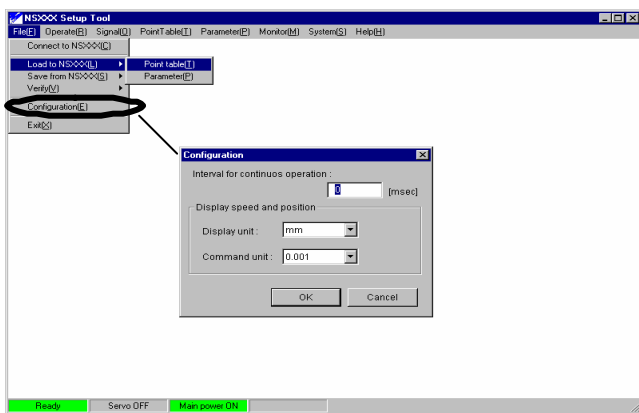 NSXXX Setup Tool
File(F) Operate(R) Signal(O) PointTable(T) Parameter(P) Monitor(M) System(S) Help(H)
Connect to NSXXX(C)
Load to NSXXX(L) Point table(T)
Save from NSXXX(S) Parameter(P)
Verify(V)
Configuration(E)
Exit(X)
Configuration
Interval for continuos operation :
0 [msec]
Display speed and position
Display unit : mm
Command unit : 0.001
OK Cancel
Ready Servo OFF Main power ON